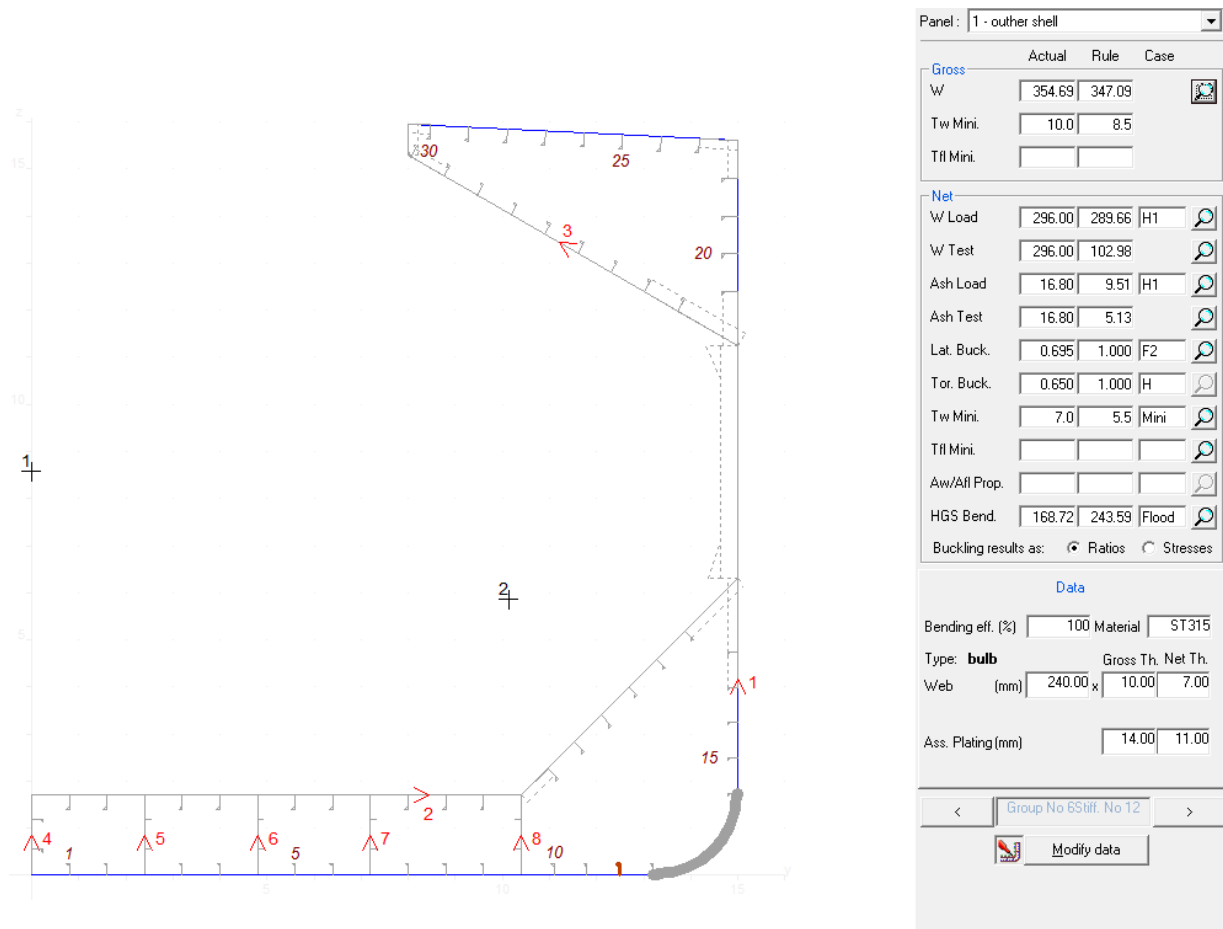 z
15
10
5
5
10
15
y
30
25
3
20
1
2
1
15
2
4
5
6
7
8
1
5
10
Panel : 1 - outher shell
Actual Rule Case
Gross
W 354.69 347.09
Tw Mini. 10.0 8.5
Tfl Mini.
Net
W Load 296.00 289.66 H1
W Test 296.00 102.98
Ash Load 16.80 9.51 H1
Ash Test 16.80 5.13
Lat. Buck. 0.695 1.000 F2
Tor. Buck. 0.650 1.000 H
Tw Mini. 7.0 5.5 Mini
Tfl Mini.
Aw/Afl Prop.
HGS Bend. 168.72 243.59 Flood
Buckling results as: Ratios Stresses
Data
Bending eff. (%) 100 Material ST315
Type: bulb Gross Th. Net Th.
Web (mm) 240.00 x 10.00 7.00
Ass. Plating (mm) 14.00 11.00
< Group No 6Stiff. No 12 >
Modify data